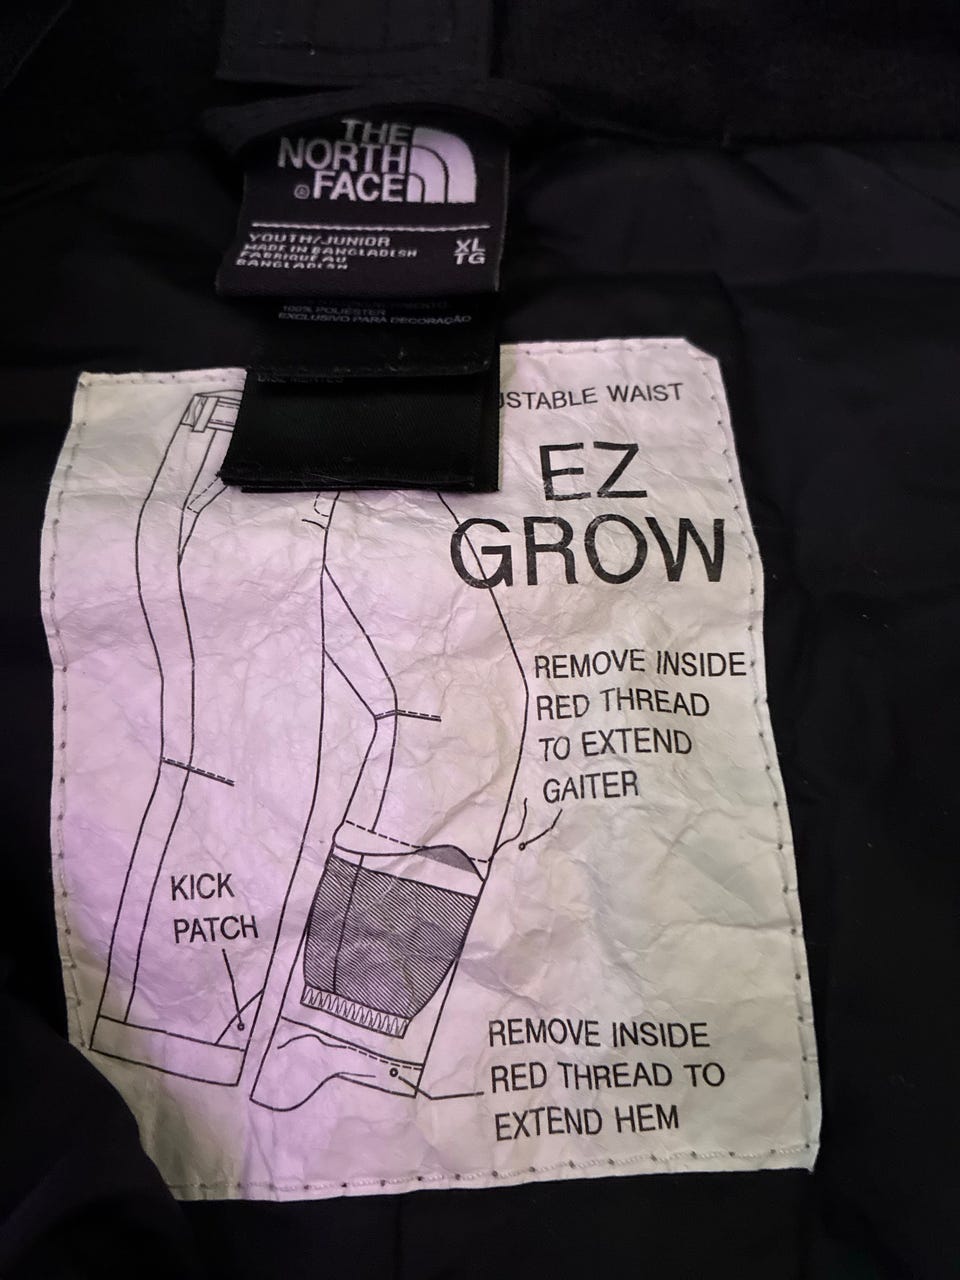 THE
NORTH
FACE
YOUTH/JUNIOR
MADE IN BANGLADESH
FABRIQUÉ AU
BANGLADESH
XL
TG
100% POLIÉSTER
EXCLUSIVO PARA DECORAÇÃO
USTABLE WAIST
EZ
GROW
REMOVE INSIDE
RED THREAD
TO EXTEND
GAITER
KICK
PATCH
REMOVE INSIDE
RED THREAD TO
EXTEND HEM